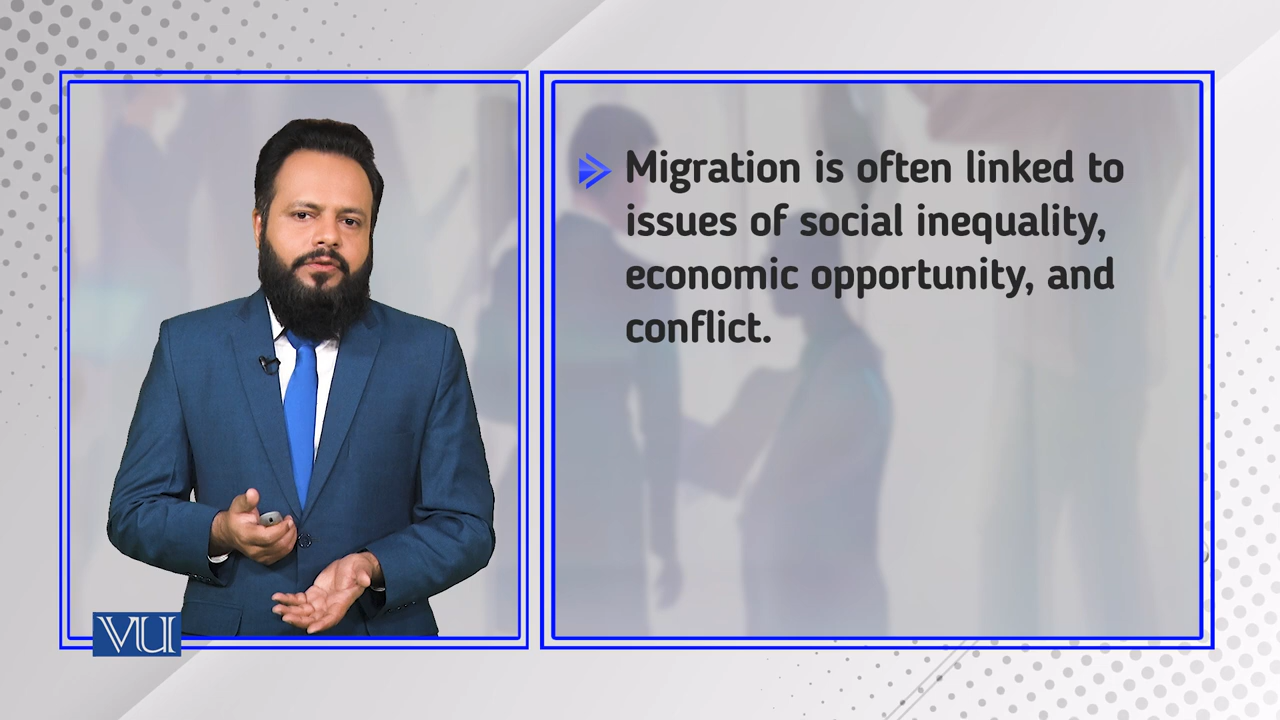 Migration is often linked to
issues of social inequality,
economic opportunity, and
conflict.
VU